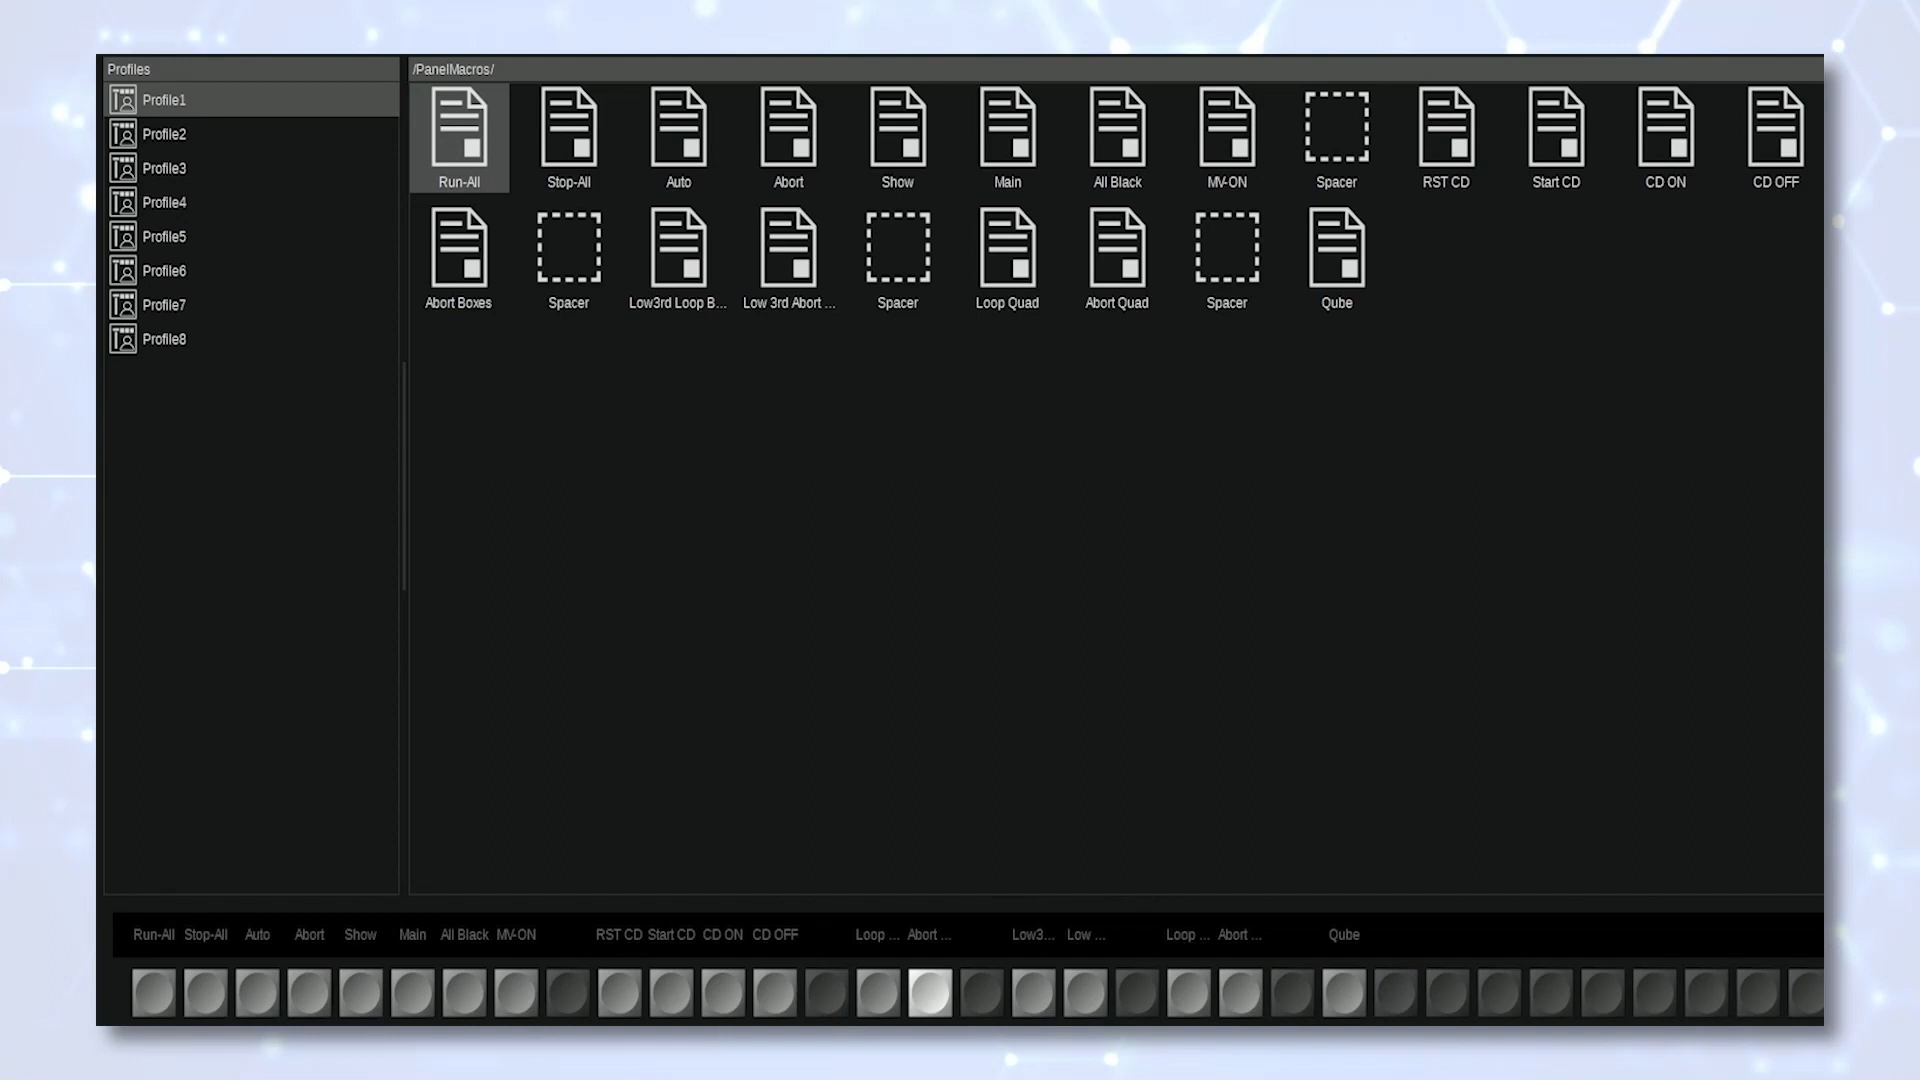 Profiles
Profile1
Profile2
Profile3
Profile4
Profile5
Profile6
Profile7
Profile8
/PanelMacros/
Run-All Stop-All Auto Abort Show Main All Black MV-ON Spacer RST CD Start CD CD ON CD OFF
Abort Boxes Spacer Low3rd Loop B... Low 3rd Abort ... Spacer Loop Quad Abort Quad Spacer Qube
Run-All Stop-All Auto Abort Show Main All Black MV-ON RST CD Start CD CD ON CD OFF Loop ... Abort ... Low3... Low ... Loop ... Abort ... Qube